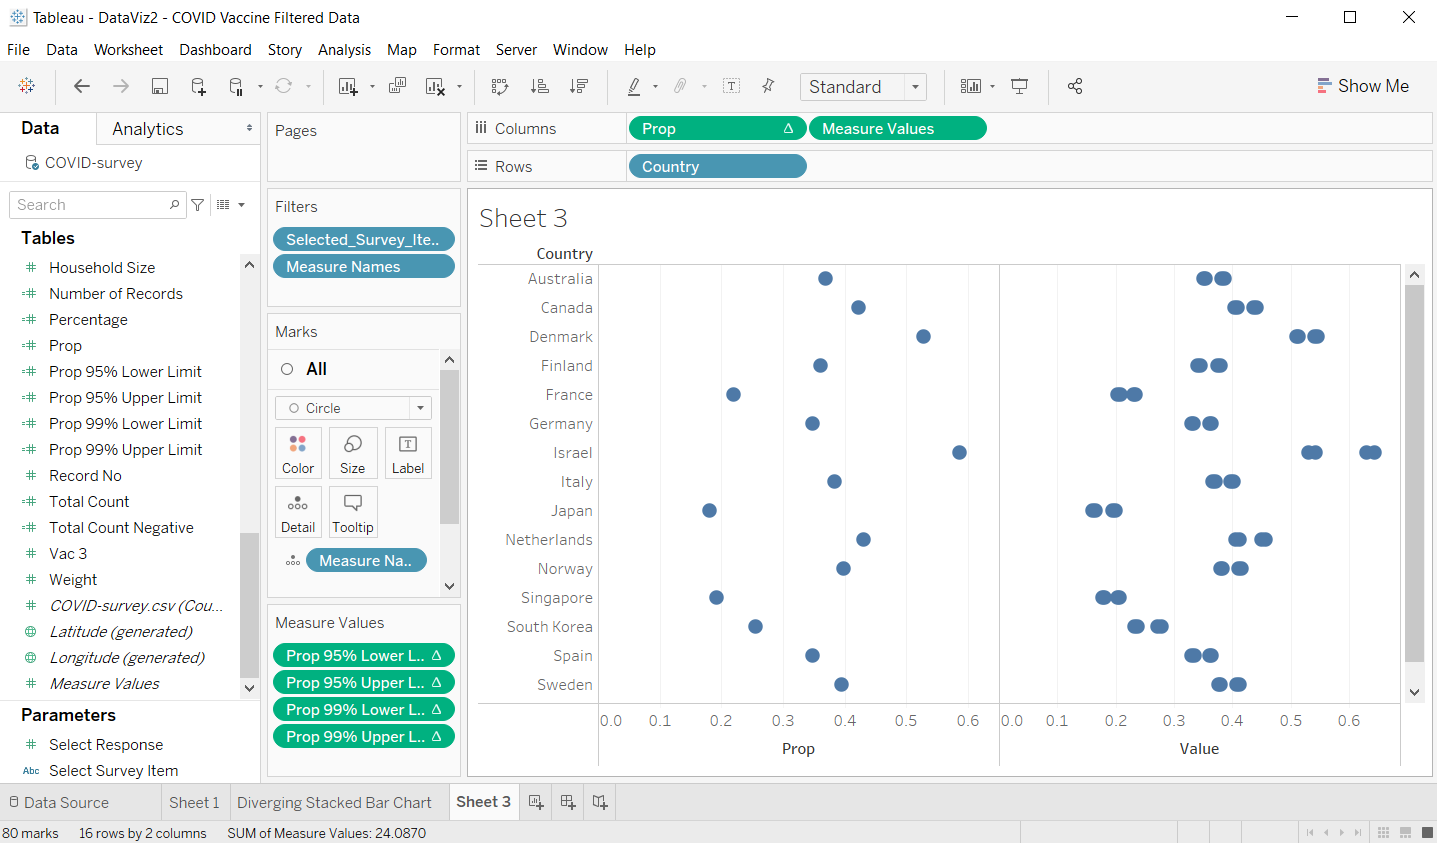 Tableau - DataViz2 - COVID Vaccine Filtered Data
File Data Worksheet Dashboard Story Analysis Map Format Server Window Help
Standard
Show Me
Data
Analytics
COVID-survey
Search
Tables
Household Size
Number of Records
Percentage
Prop
Prop 95% Lower Limit
Prop 95% Upper Limit
Prop 99% Lower Limit
Prop 99% Upper Limit
Record No
Total Count
Total Count Negative
Vac 3
Weight
COVID-survey.csv (Cou...
Latitude (generated)
Longitude (generated)
Measure Values
Parameters
Select Response
Abc Select Survey Item
Pages
Filters
Selected_Survey_Ite..
Measure Names
Marks
All
Circle
Color Size Label
Detail Tooltip
Measure Na..
Measure Values
Prop 95% Lower L.. Δ
Prop 95% Upper L.. Δ
Prop 99% Lower L.. Δ
Prop 99% Upper L.. Δ
Columns
Prop Δ
Measure Values
Rows
Country
Sheet 3
Country
Australia
Canada
Denmark
Finland
France
Germany
Israel
Italy
Japan
Netherlands
Norway
Singapore
South Korea
Spain
Sweden
0.0 0.1 0.2 0.3 0.4 0.5 0.6 0.0 0.1 0.2 0.3 0.4 0.5 0.6
Prop Value
Data Source Sheet 1 Diverging Stacked Bar Chart Sheet 3
80 marks 16 rows by 2 columns SUM of Measure Values: 24.0870